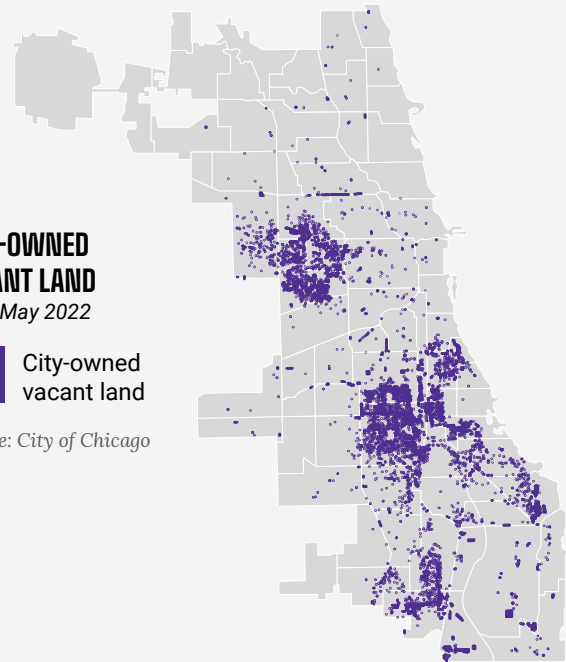 -OWNED
ANT LAND
May 2022
City-owned
vacant land
e: City of Chicago